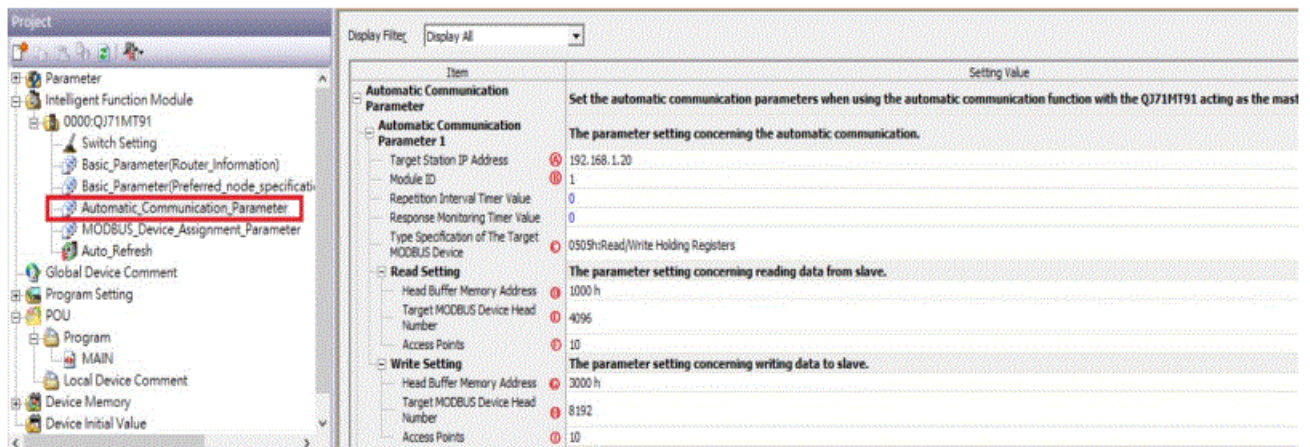 Project
Parameter
Intelligent Function Module
0000:QJ71MT91
Switch Setting
Basic_Parameter(Router_Information)
Basic_Parameter(Preferred_node_specificati
Automatic_Communication_Parameter
MODBUS_Device_Assignment_Parameter
Auto_Refresh
Global Device Comment
Program Setting
POU
Program
MAIN
Local Device Comment
Device Memory
Device Initial Value
Display Filter Display All
Item Setting Value
Automatic Communication
Parameter
Set the automatic communication parameters when using the automatic communication function with the QJ71MT91 acting as the mast
Automatic Communication
Parameter 1
The parameter setting concerning the automatic communication.
Target Station IP Address A 192.168.1.20
Module ID B 1
Repetition Interval Timer Value 0
Response Monitoring Timer Value 0
Type Specification of The Target
MODBUS Device
0505h:Read/Write Holding Registers
Read Setting The parameter setting concerning reading data from slave.
Head Buffer Memory Address 1000 h
Target MODBUS Device Head
Number
4096
Access Points 10
Write Setting The parameter setting concerning writing data to slave.
Head Buffer Memory Address 3000 h
Target MODBUS Device Head
Number
8192
Access Points 10